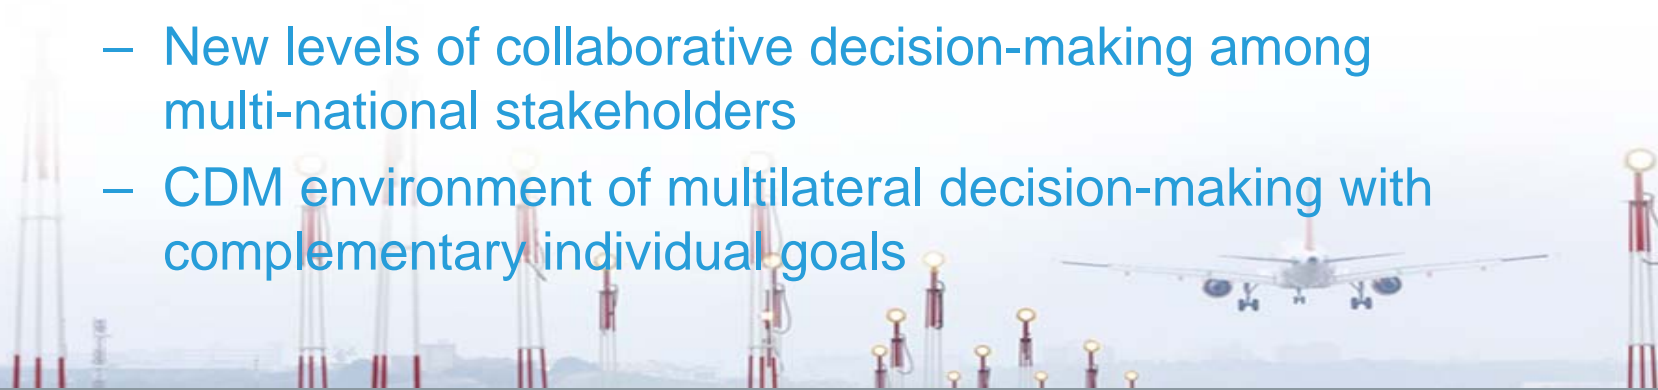 – New levels of collaborative decision-making among
multi-national stakeholders
– CDM environment of multilateral decision-making with
complementary individual goals